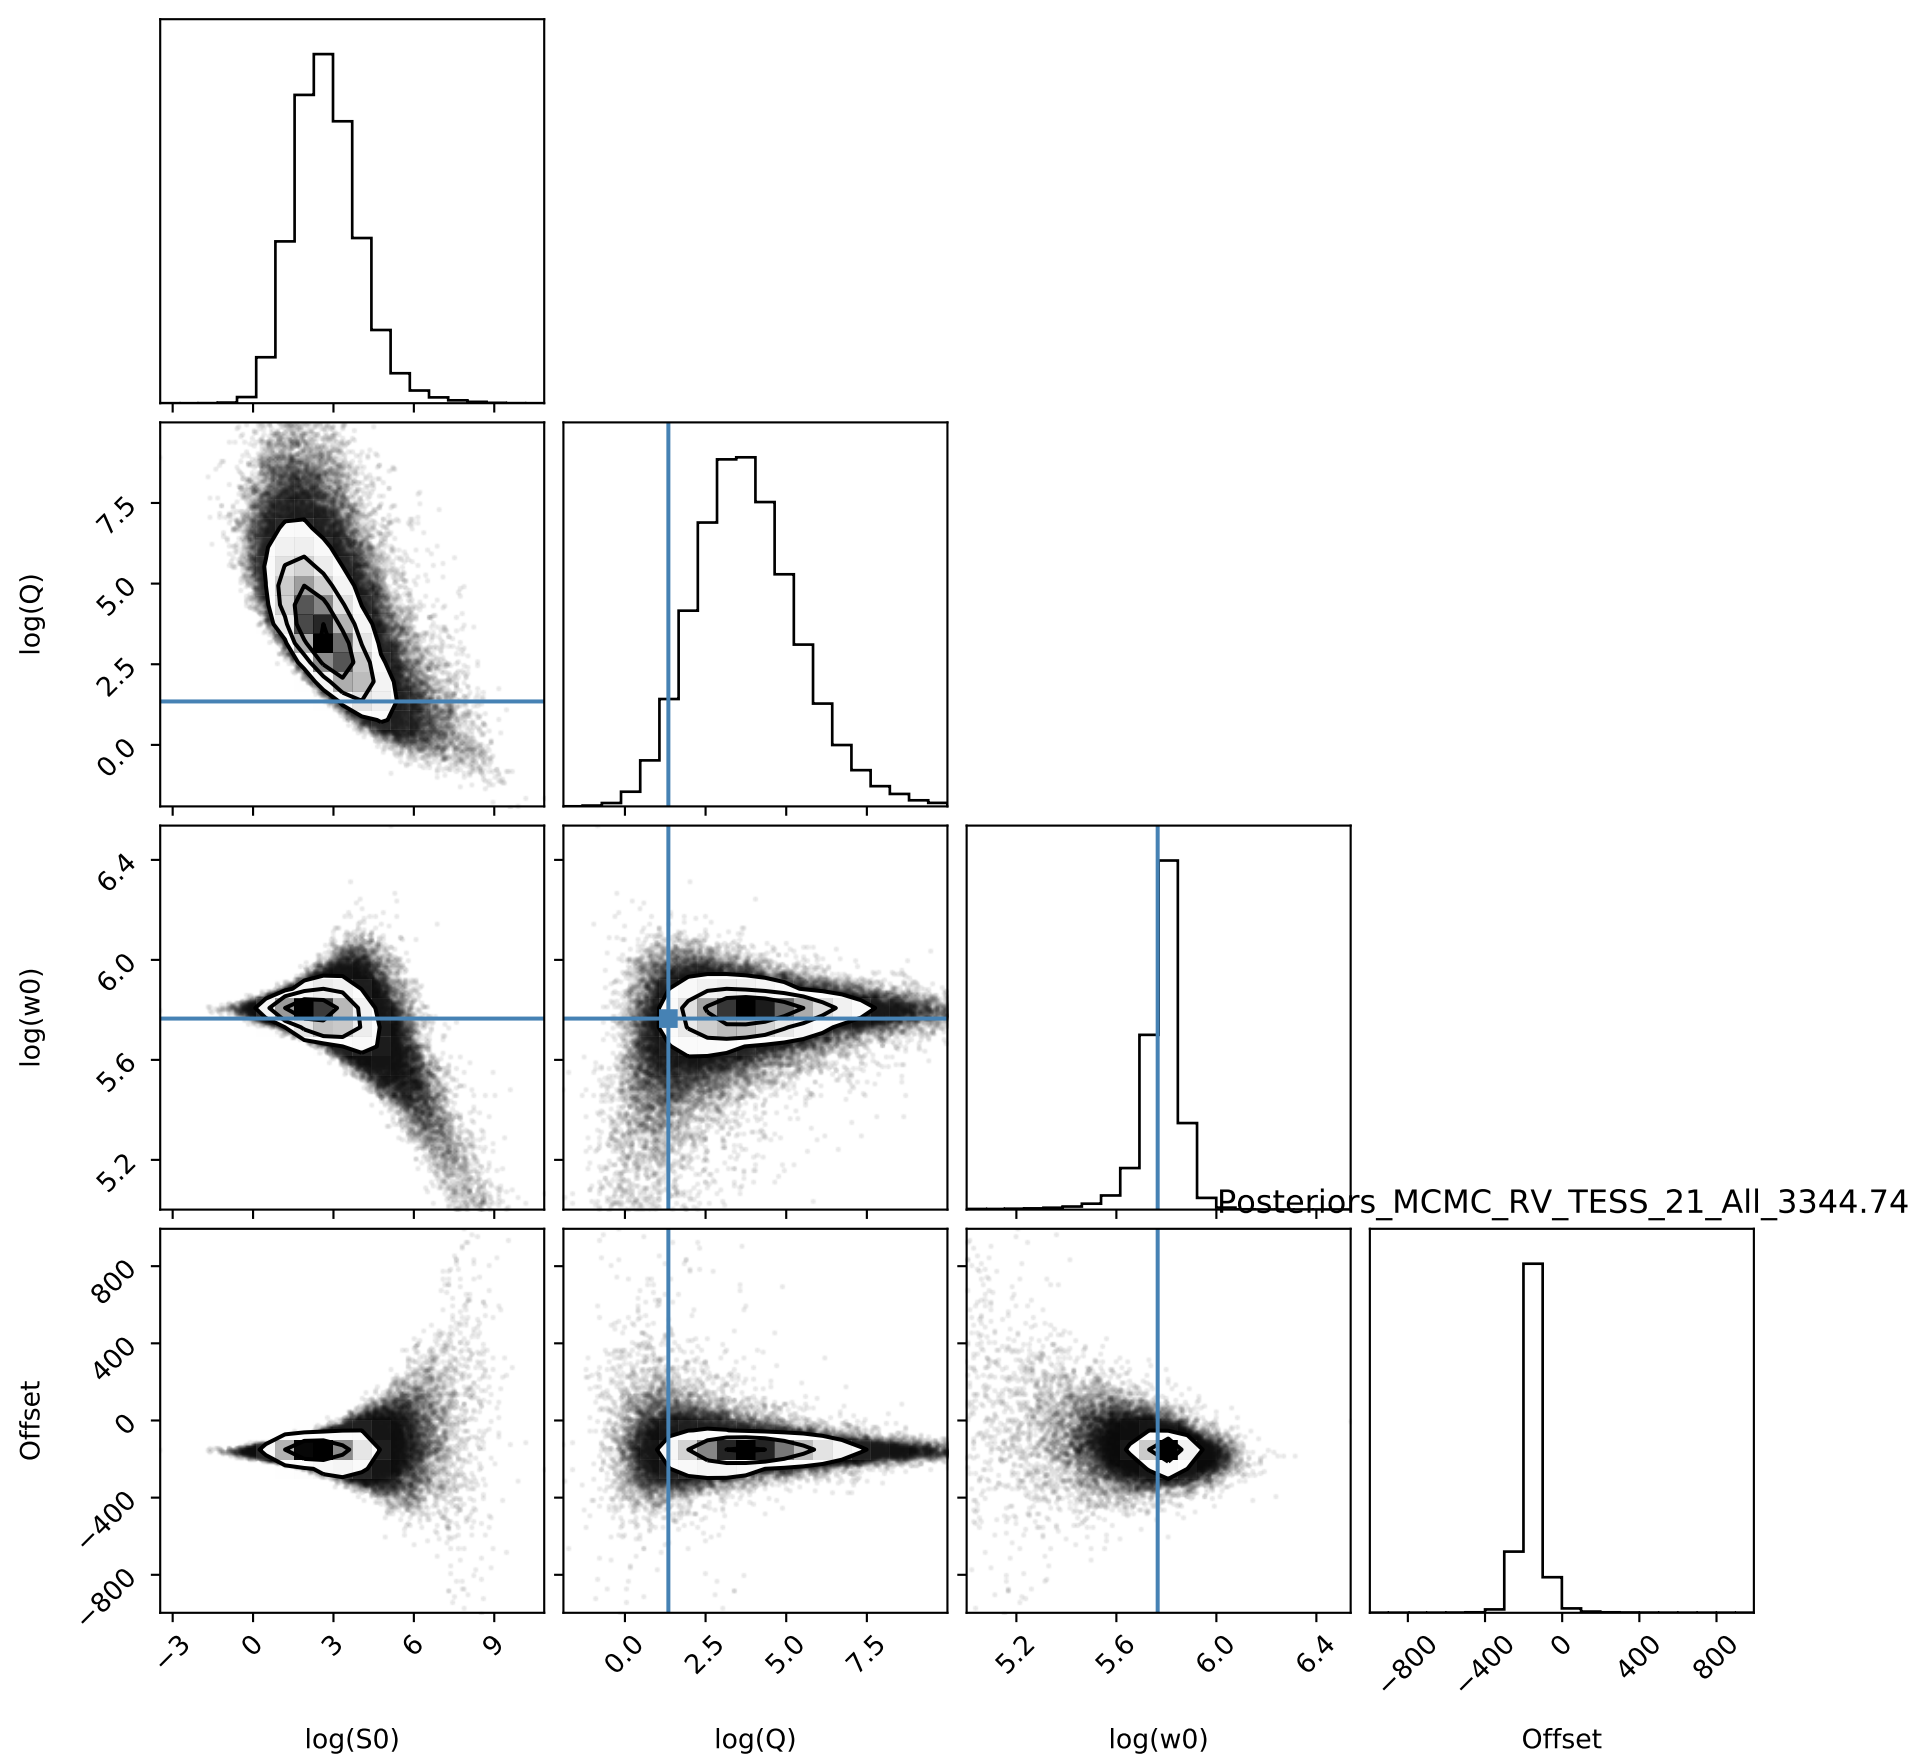 log(Q)
7.5
5.0
2.5
0.0
log(w0)
6.4
6.0
5.6
5.2
Posteriors_MCMC_RV_TESS_21_All_3344.74
Offset
800
400
0
−400
−800
−3 0 3 6 9
0.0 2.5 5.0 7.5
5.2 5.6 6.0 6.4
−800 −400 0 400 800
log(S0) log(Q) log(w0) Offset